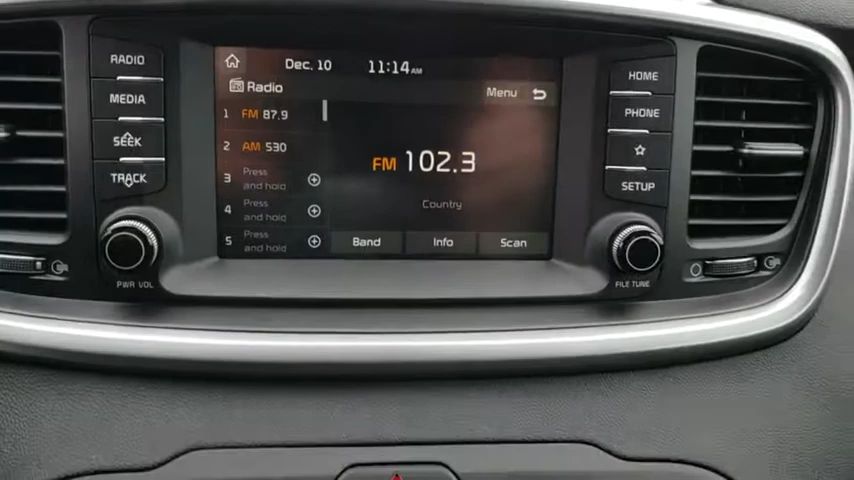 RADIO
MEDIA
SEEK
TRACK
PWR VOL
Dec. 10 11:14 AM
Radio
Menu
1 FM 87.9
2 AM 530
3 Press and hold
4 Press and hold
5 Press and hold
FM 102.3
Country
Band Info Scan
HOME
PHONE
SETUP
FILE TUNE